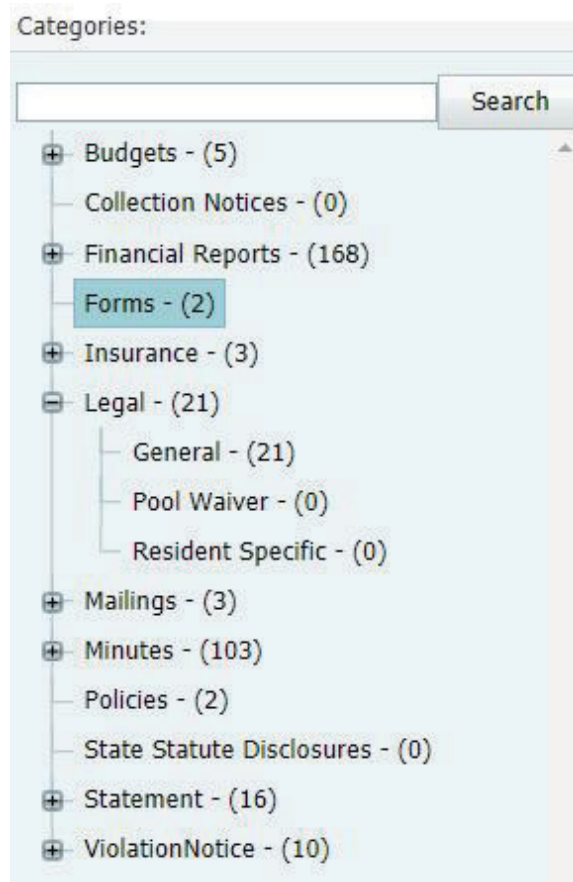 Categories:
Search
Budgets - (5)
Collection Notices - (0)
Financial Reports - (168)
Forms - (2)
Insurance - (3)
Legal - (21)
General - (21)
Pool Waiver - (0)
Resident Specific - (0)
Mailings - (3)
Minutes - (103)
Policies - (2)
State Statute Disclosures - (0)
Statement - (16)
ViolationNotice - (10)